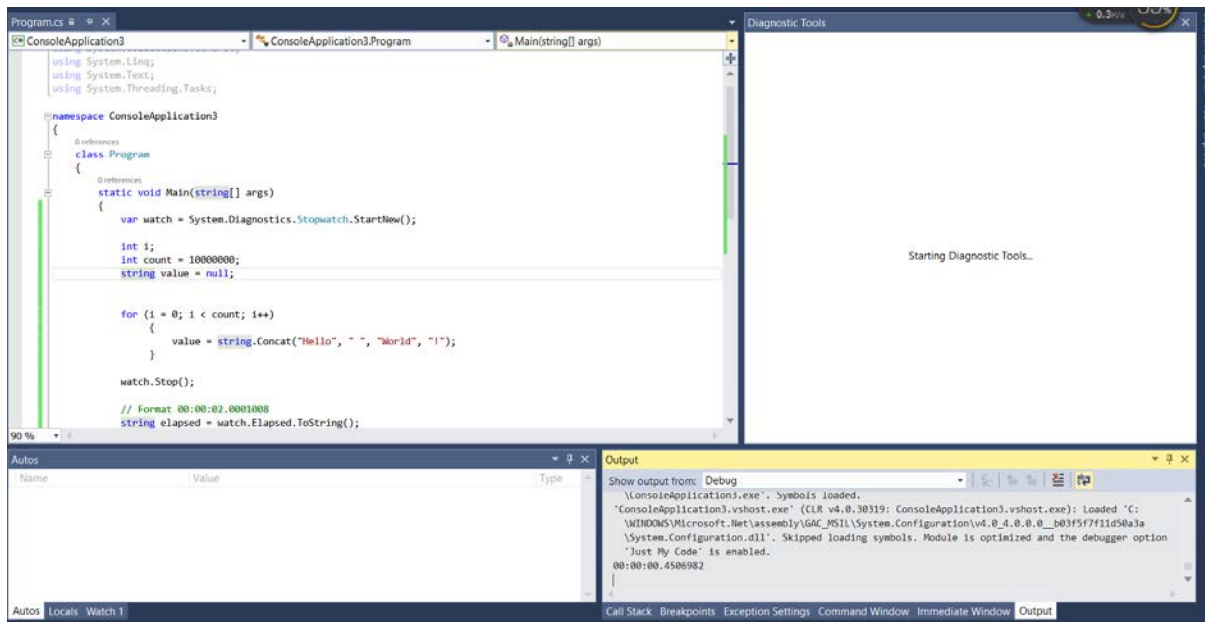 Program.cs
Diagnostic Tools
0.3
ConsoleApplication3
ConsoleApplication3.Program
Main(string[] args)
using System.Linq;
using System.Text;
using System.Threading.Tasks;
namespace ConsoleApplication3
{
0 references
class Program
{
0 references
static void Main(string[] args)
{
var watch = System.Diagnostics.Stopwatch.StartNew();
int i;
int count = 10000000;
string value = null;
for (i = 0; i < count; i++)
{
value = string.Concat("Hello", " ", "World", "!");
}
watch.Stop();
// Format 00:00:02.0001008
string elapsed = watch.Elapsed.ToString();
90 %
Starting Diagnostic Tools...
Autos
Name Value Type
Autos Locals Watch 1
Output
Show output from: Debug
\ConsoleApplication3.exe'. Symbols loaded.
'ConsoleApplication3.vshost.exe' (CLR v4.0.30319: ConsoleApplication3.vshost.exe): Loaded 'C:
\WINDOWS\Microsoft.Net\assembly\GAC_MSIL\System.Configuration\v4.0_4.0.0.0__b03f5f7f11d50a3a
\System.Configuration.dll'. Skipped loading symbols. Module is optimized and the debugger option
'Just My Code' is enabled.
00:00:00.4506982
Call Stack Breakpoints Exception Settings Command Window Immediate Window Output